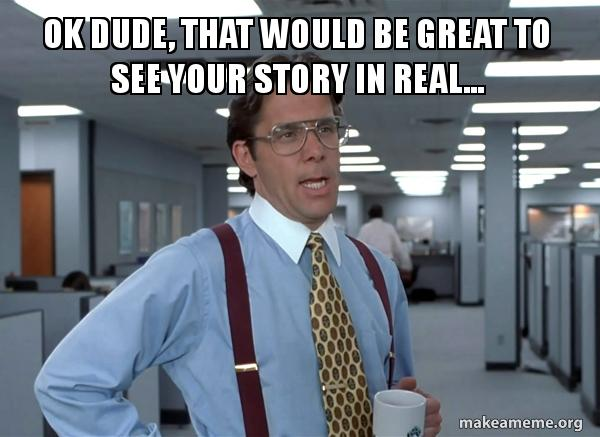 OK DUDE, THAT WOULD BE GREAT TO
SEE YOUR STORY IN REAL...
makeameme.org